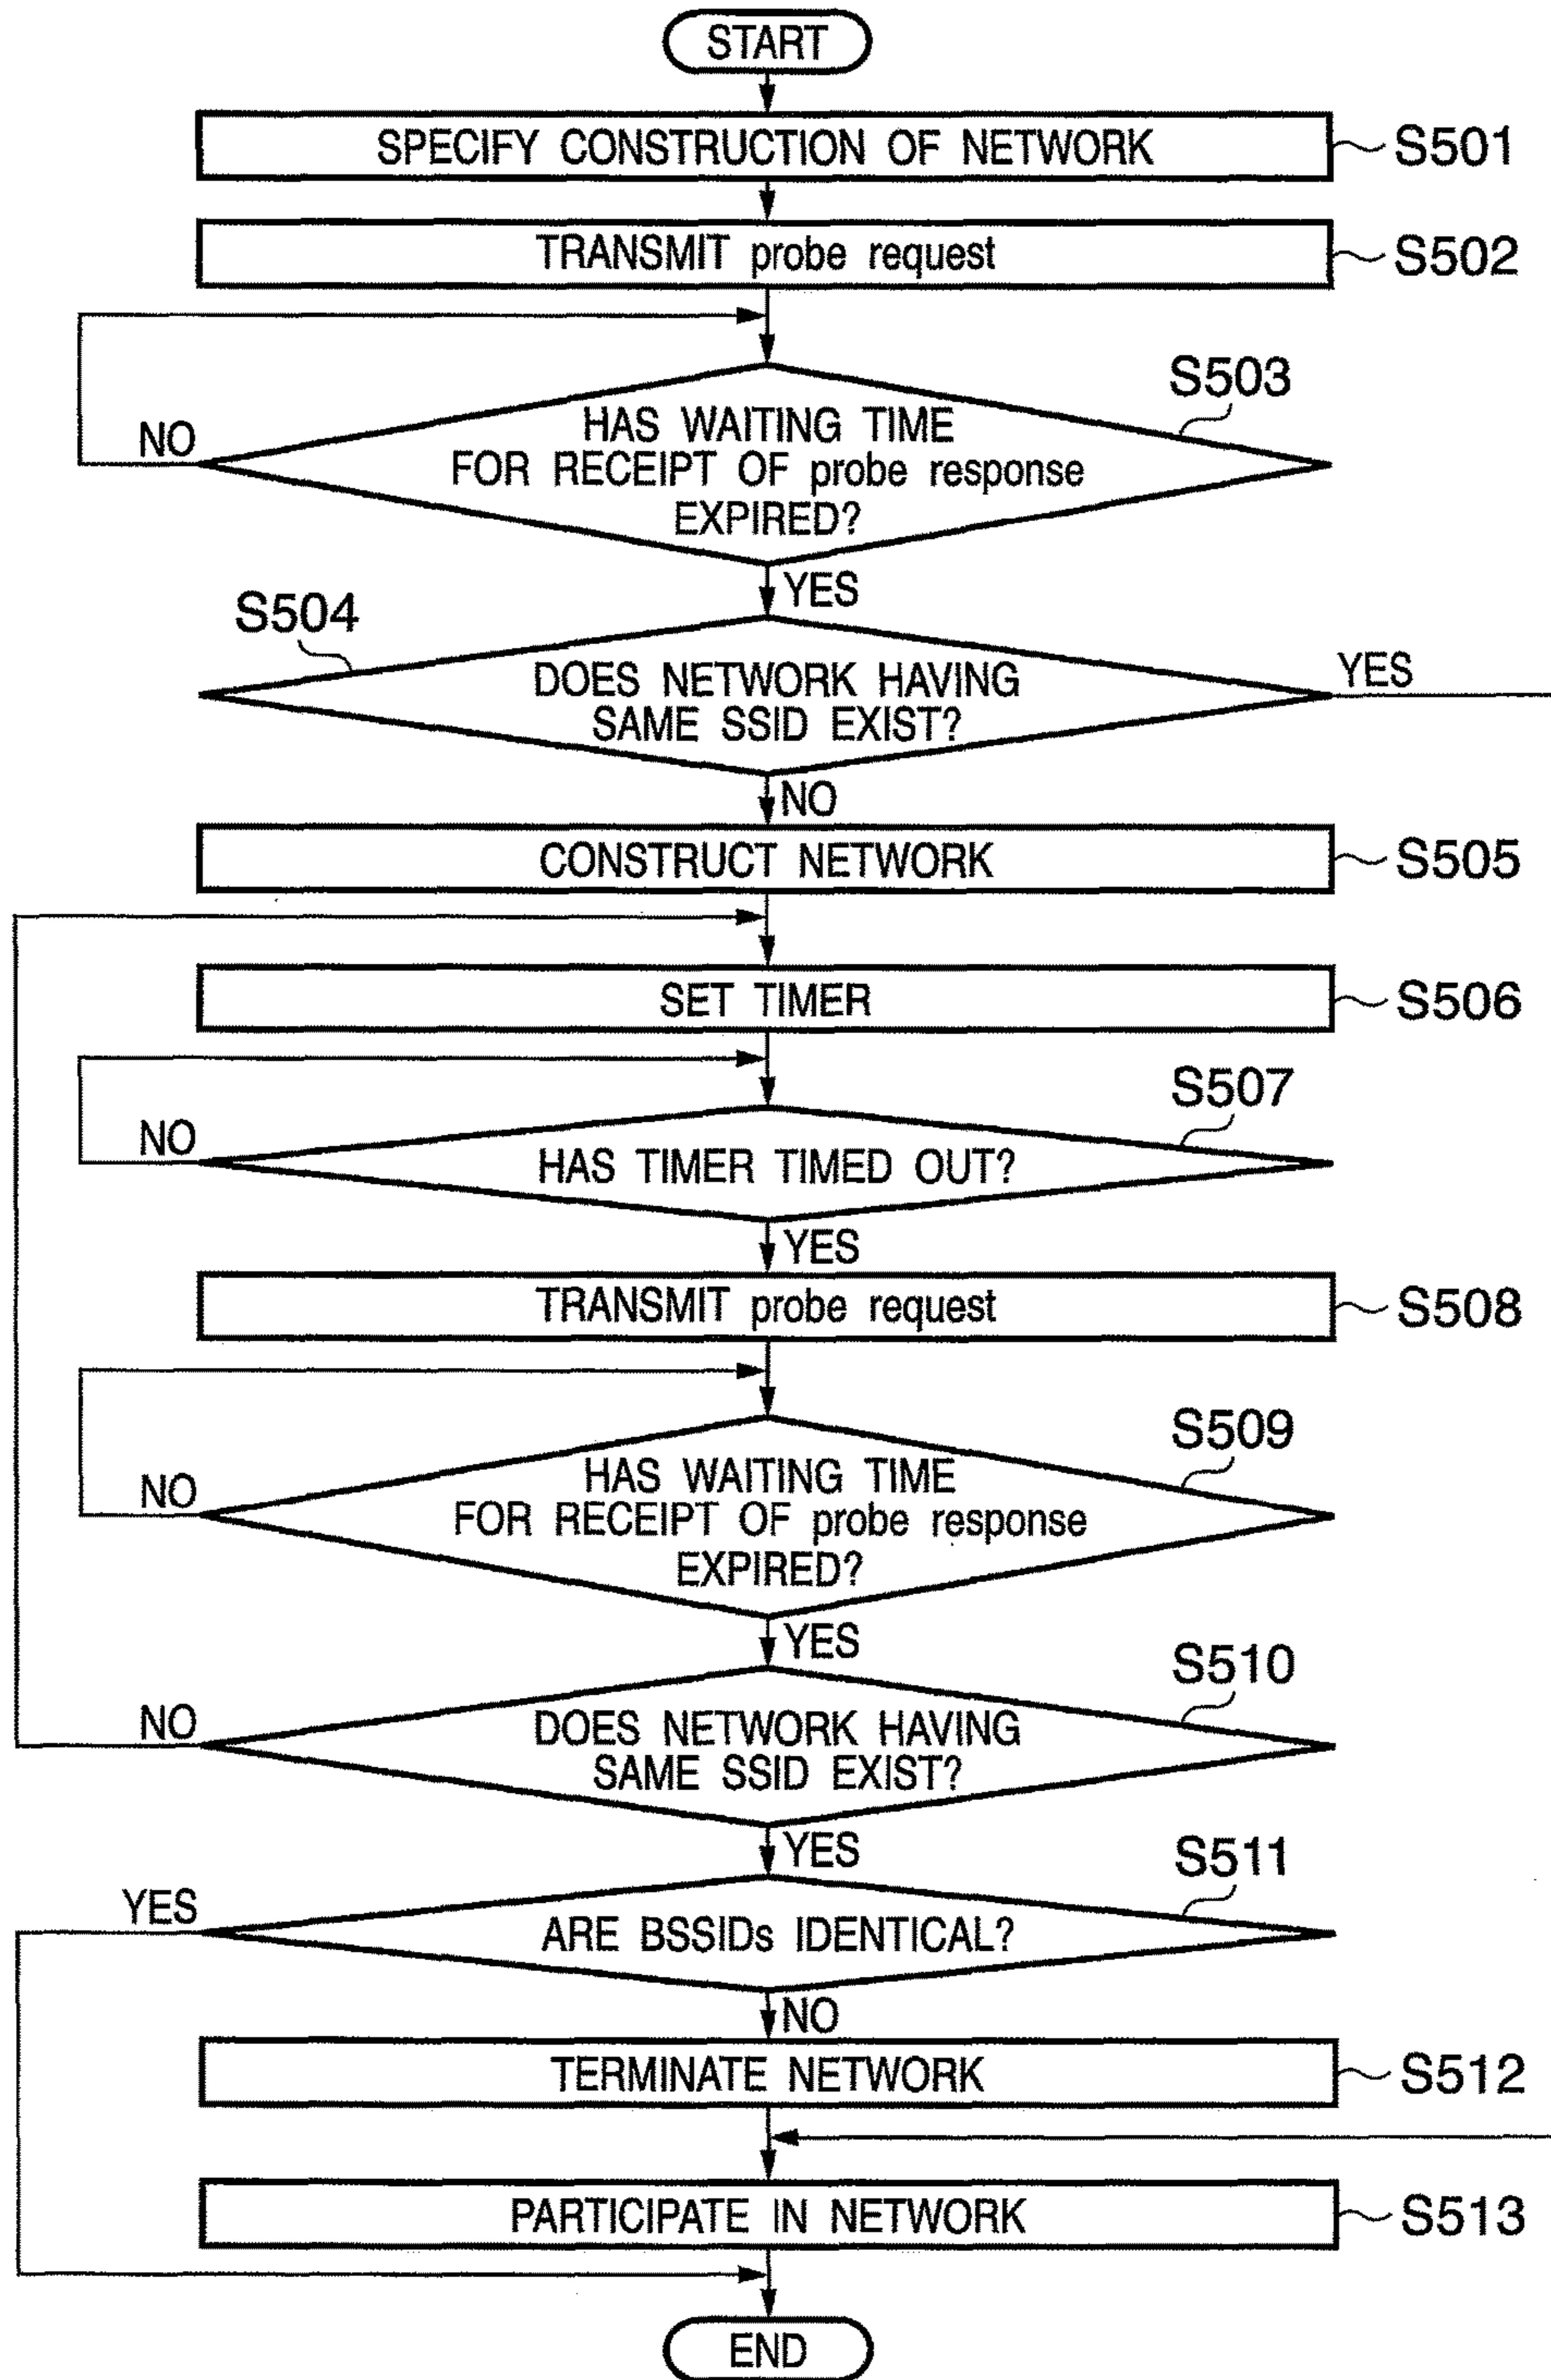 START
SPECIFY CONSTRUCTION OF NETWORK
S501
TRANSMIT probe request
S502
S503
HAS WAITING TIME
FOR RECEIPT OF probe response
EXPIRED?
NO
YES
S504
DOES NETWORK HAVING
SAME SSID EXIST?
YES
NO
CONSTRUCT NETWORK
S505
SET TIMER
S506
S507
HAS TIMER TIMED OUT?
NO
YES
TRANSMIT probe request
S508
S509
HAS WAITING TIME
FOR RECEIPT OF probe response
EXPIRED?
NO
YES
S510
DOES NETWORK HAVING
SAME SSID EXIST?
NO
YES
S511
ARE BSSIDs IDENTICAL?
YES
NO
TERMINATE NETWORK
S512
PARTICIPATE IN NETWORK
S513
END